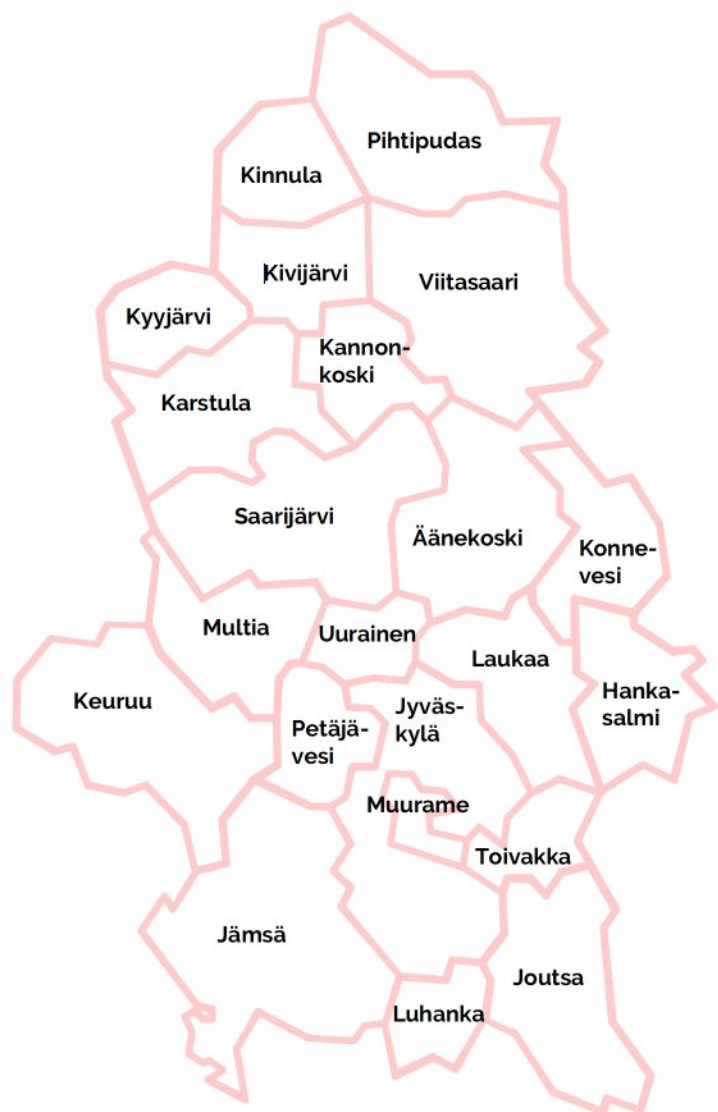 Pihtipudas
Kinnula
Kivijärvi
Viitasaari
Kyyjärvi
Kannon-
koski
Karstula
Saarijärvi
Äänekoski
Konne-
vesi
Multia
Uurainen
Laukaa
Keuruu
Hanka-
salmi
Petäjä-
vesi
Jyväs-
kylä
Muurame
Toivakka
Jämsä
Joutsa
Luhanka